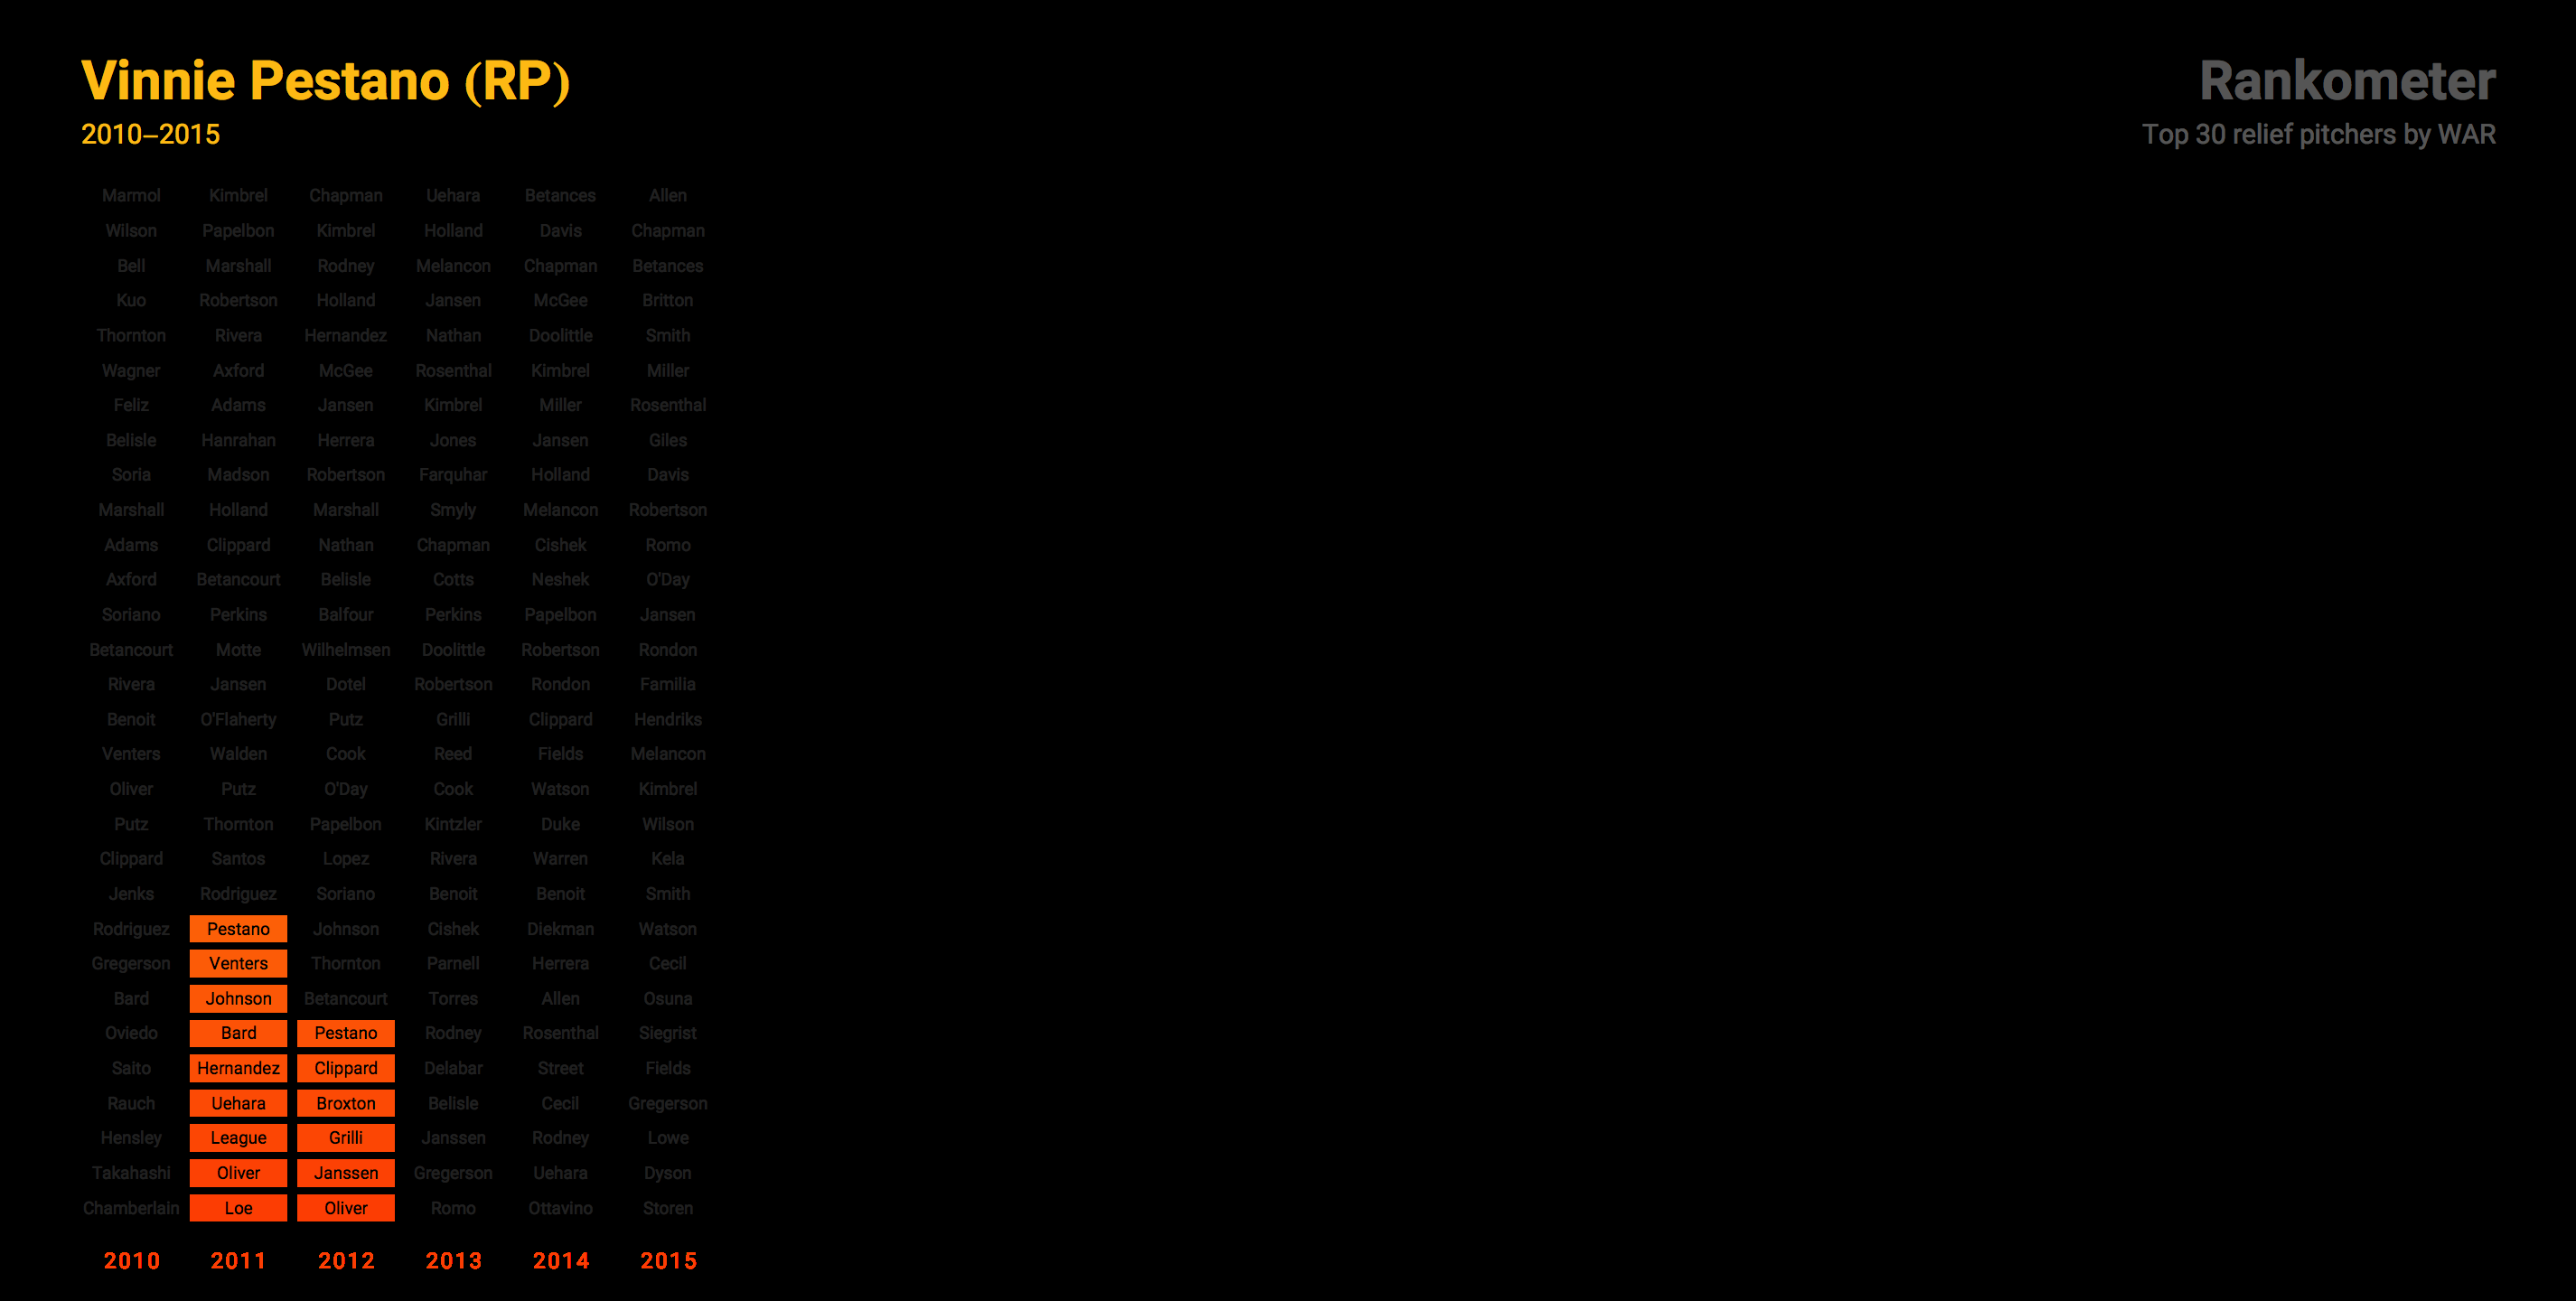 Vinnie Pestano (RP)
2010–2015
Rankometer
Top 30 relief pitchers by WAR
Marmol Kimbrel Chapman Uehara Betances Allen
Wilson Papelbon Kimbrel Holland Davis Chapman
Bell Marshall Rodney Melancon Chapman Betances
Kuo Robertson Holland Jansen McGee Britton
Thornton Rivera Hernandez Nathan Doolittle Smith
Wagner Axford McGee Rosenthal Kimbrel Miller
Feliz Adams Jansen Kimbrel Miller Rosenthal
Belisle Hanrahan Herrera Jones Jansen Giles
Soria Madson Robertson Farquhar Holland Davis
Marshall Holland Marshall Smyly Melancon Robertson
Adams Clippard Nathan Chapman Cishek Romo
Axford Betancourt Belisle Cotts Neshek O'Day
Soriano Perkins Balfour Perkins Papelbon Jansen
Betancourt Motte Wilhelmsen Doolittle Robertson Rondon
Rivera Jansen Dotel Robertson Rondon Familia
Benoit O'Flaherty Putz Grilli Clippard Hendriks
Venters Walden Cook Reed Fields Melancon
Oliver Putz O'Day Cook Watson Kimbrel
Putz Thornton Papelbon Kintzler Duke Wilson
Clippard Santos Lopez Rivera Warren Kela
Jenks Rodriguez Soriano Benoit Benoit Smith
Rodriguez Pestano Johnson Cishek Diekman Watson
Gregerson Venters Thornton Parnell Herrera Cecil
Bard Johnson Betancourt Torres Allen Osuna
Oviedo Bard Pestano Rodney Rosenthal Siegrist
Saito Hernandez Clippard Delabar Street Fields
Rauch Uehara Broxton Belisle Cecil Gregerson
Hensley League Grilli Janssen Rodney Lowe
Takahashi Oliver Janssen Gregerson Uehara Dyson
Chamberlain Loe Oliver Romo Ottavino Storen
2010 2011 2012 2013 2014 2015